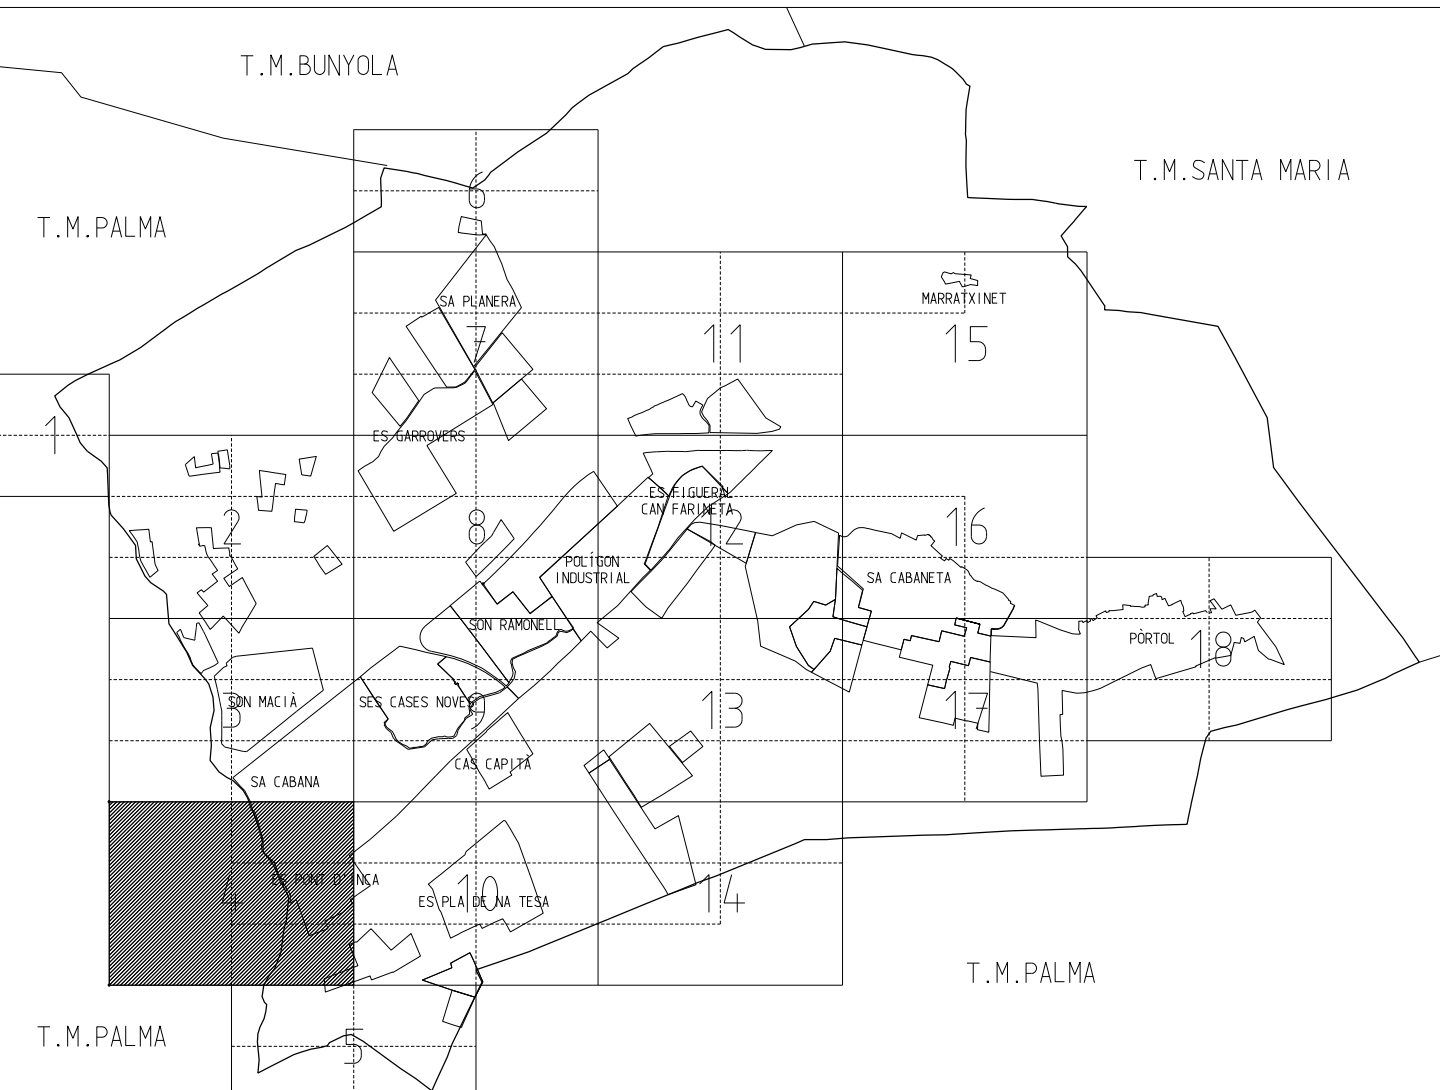 T.M.BUNYOLA
T.M.SANTA MARIA
T.M.PALMA
6
SA PLANERA
MARRATXINET
7
11
15
1
ES GARROVERS
ES FIGUERAL
CAN FARINETA
2
8
12
16
POLÍGON
INDUSTRIAL
SA CABANETA
SON RAMONELL
PÒRTOL
18
SON MACIÀ
SES CASES NOVES
3
9
13
17
CAS CAPITÀ
SA CABANA
ES PONT D'INCA
4
10
14
ES PLA DE NA TESA
T.M.PALMA
T.M.PALMA
5